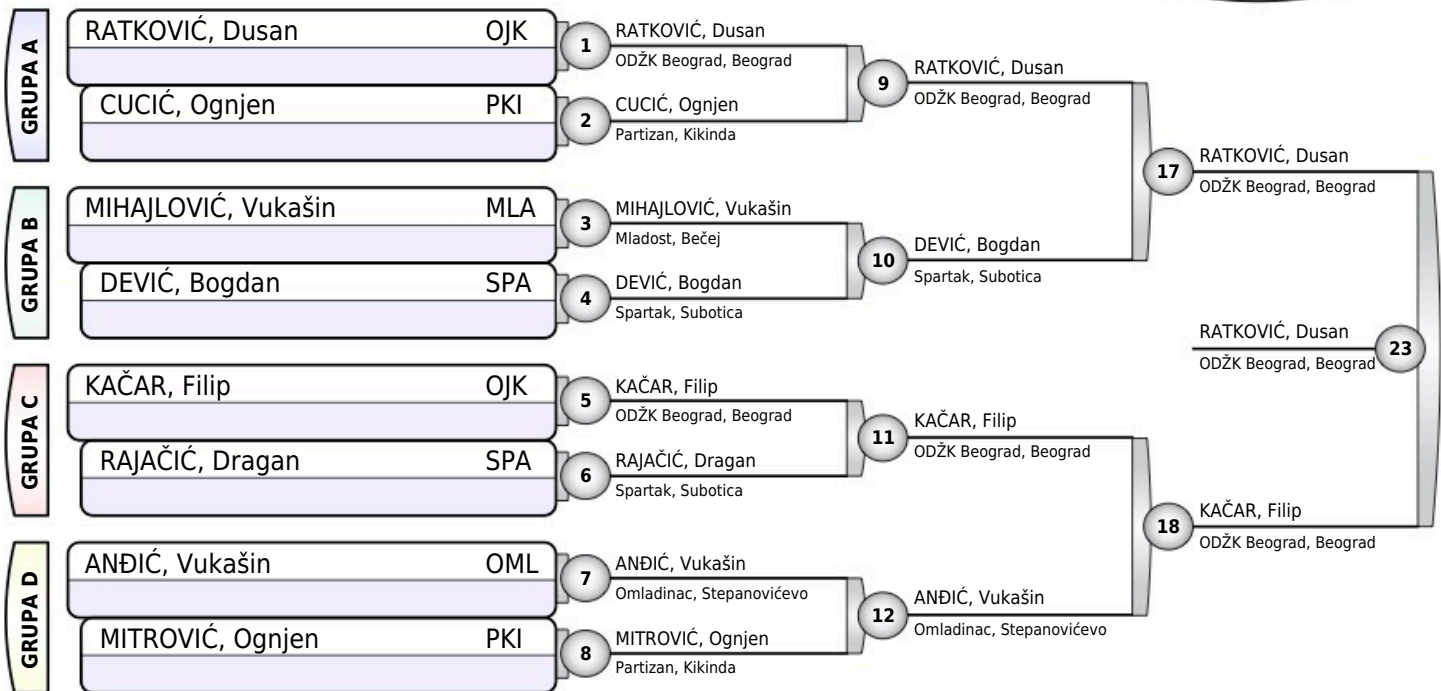 GRUPA A
RATKOVIĆ, Dusan OJK
CUCIĆ, Ognjen PKI
GRUPA B
MIHAJLOVIĆ, Vukašin MLA
DEVIĆ, Bogdan SPA
GRUPA C
KAČAR, Filip OJK
RAJAČIĆ, Dragan SPA
GRUPA D
ANĐIĆ, Vukašin OML
MITROVIĆ, Ognjen PKI
1
RATKOVIĆ, Dusan
ODŽK Beograd, Beograd
2
CUCIĆ, Ognjen
Partizan, Kikinda
3
MIHAJLOVIĆ, Vukašin
Mladost, Bečej
4
DEVIĆ, Bogdan
Spartak, Subotica
5
KAČAR, Filip
ODŽK Beograd, Beograd
6
RAJAČIĆ, Dragan
Spartak, Subotica
7
ANĐIĆ, Vukašin
Omladinac, Stepanovićevo
8
MITROVIĆ, Ognjen
Partizan, Kikinda
9
RATKOVIĆ, Dusan
ODŽK Beograd, Beograd
10
DEVIĆ, Bogdan
Spartak, Subotica
11
KAČAR, Filip
ODŽK Beograd, Beograd
12
ANĐIĆ, Vukašin
Omladinac, Stepanovićevo
17
RATKOVIĆ, Dusan
ODŽK Beograd, Beograd
18
KAČAR, Filip
ODŽK Beograd, Beograd
RATKOVIĆ, Dusan
ODŽK Beograd, Beograd
23